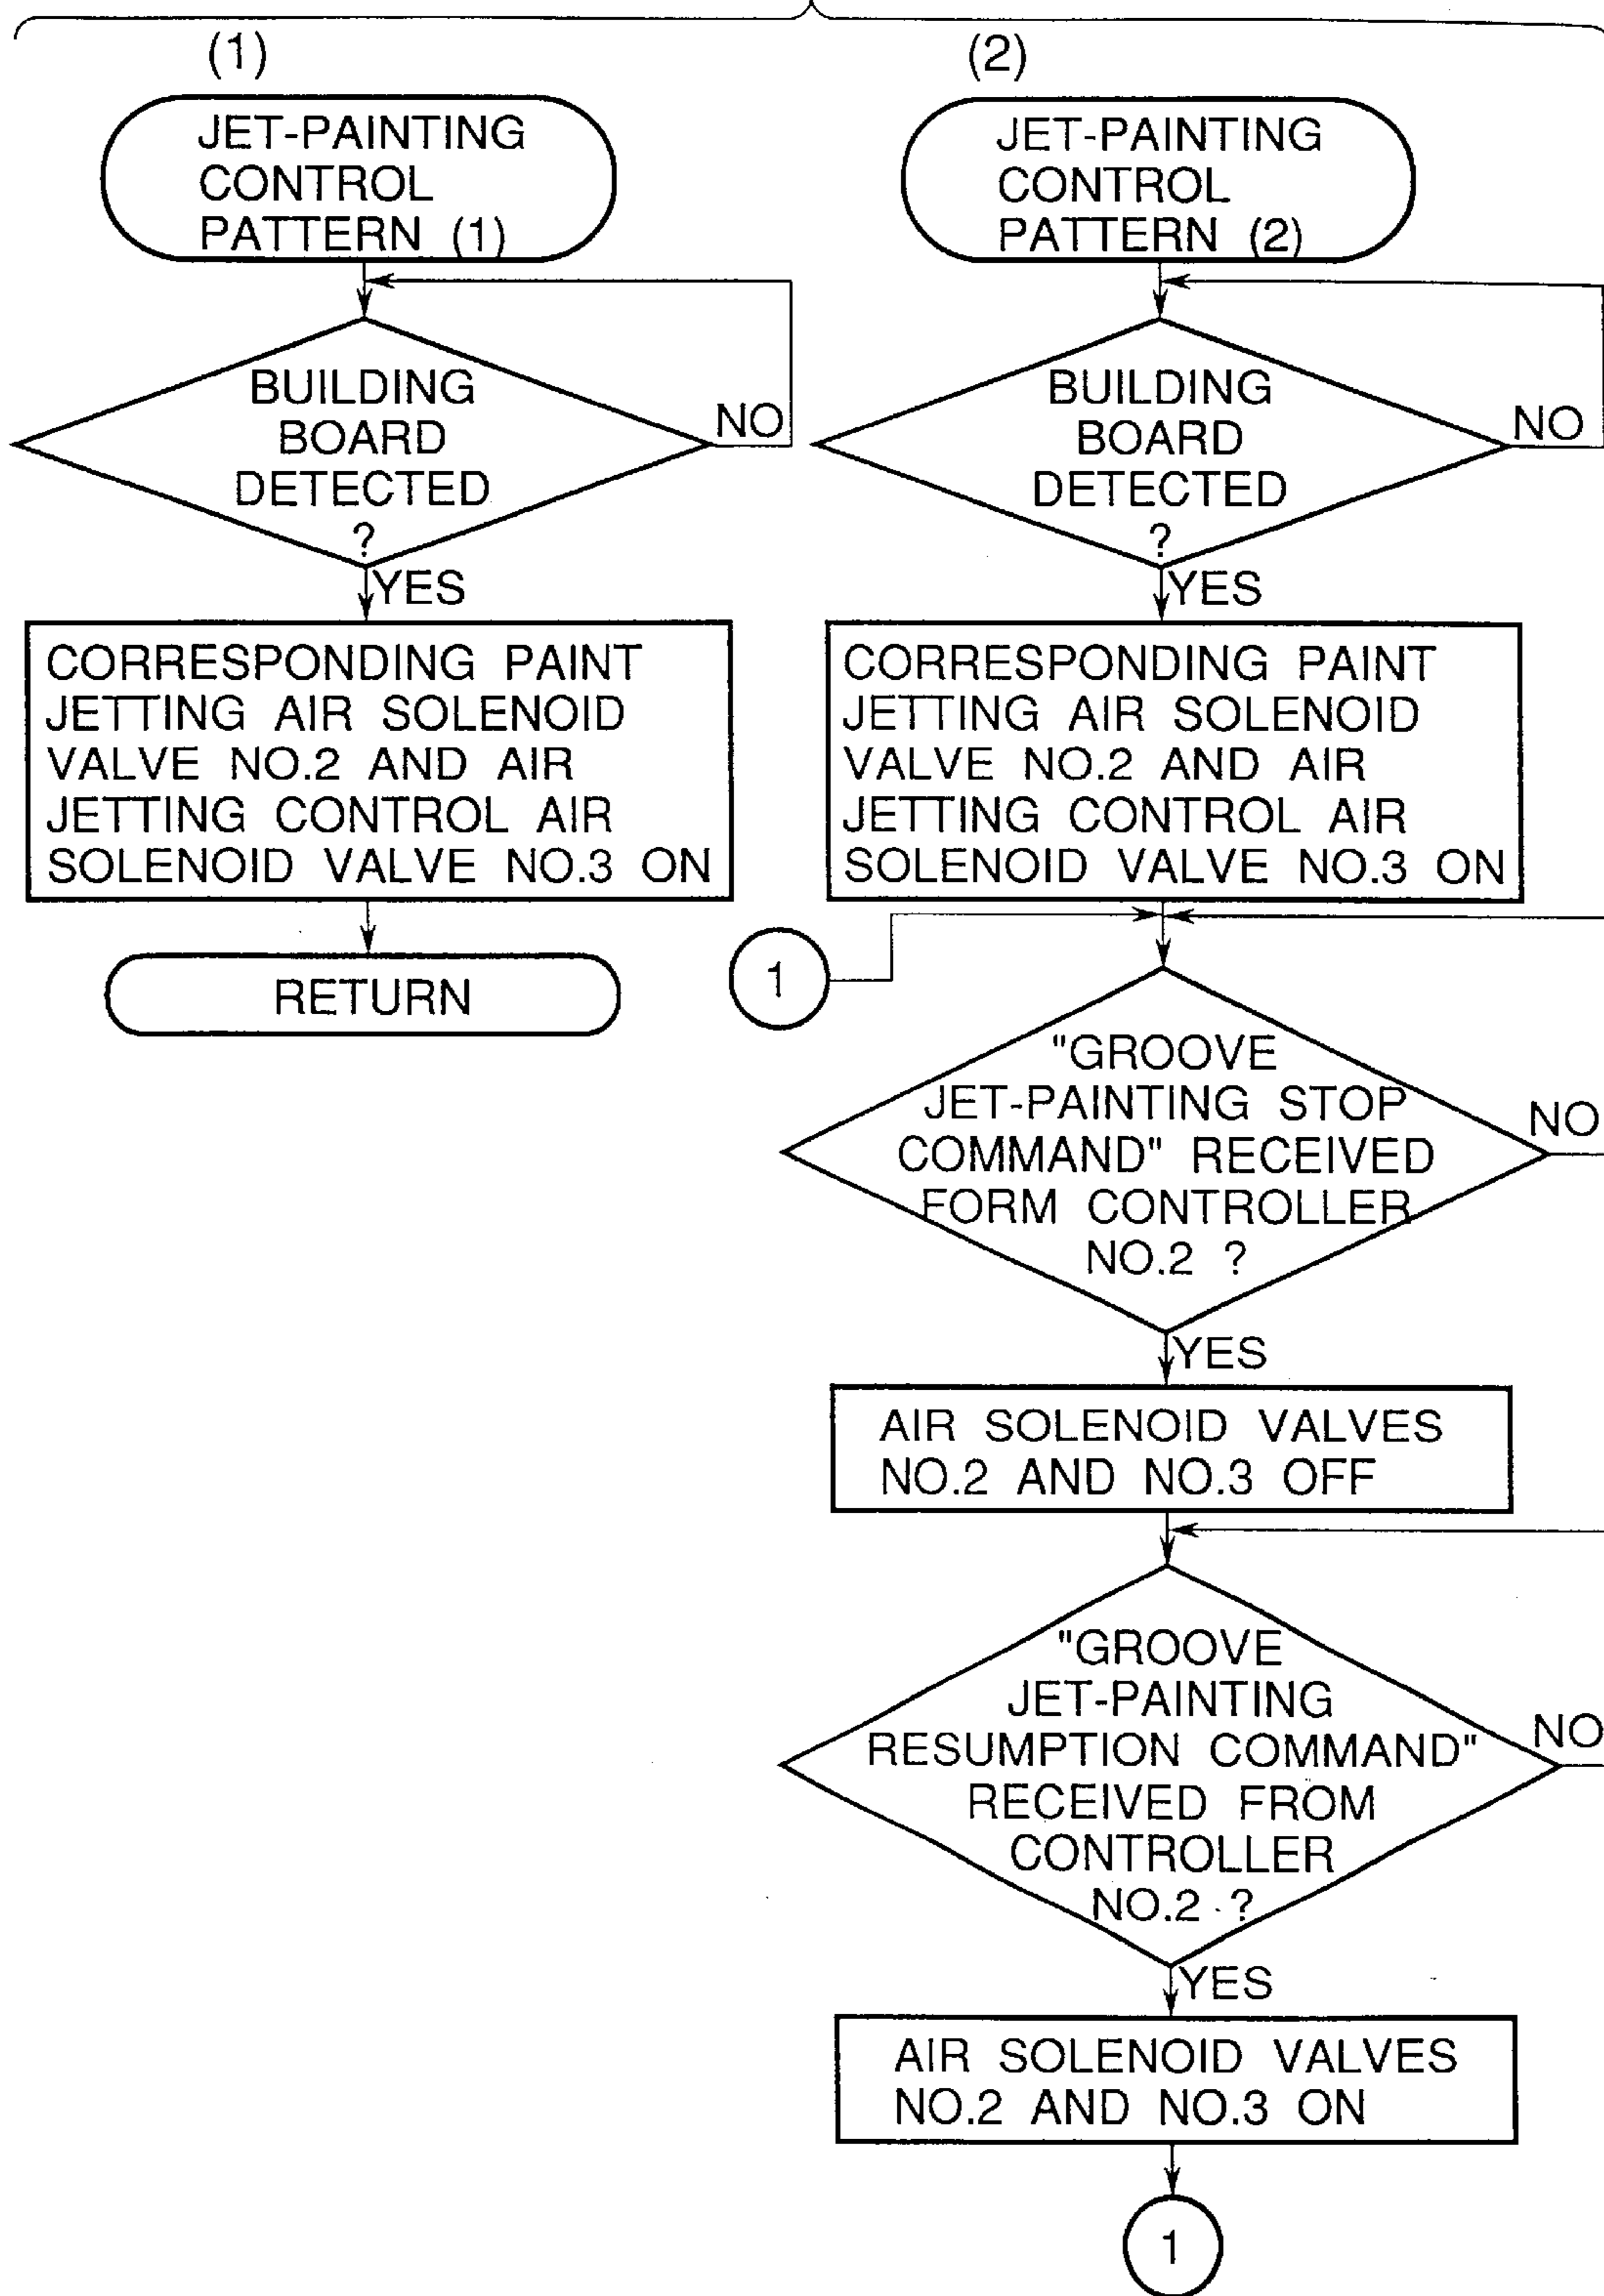 (1)
JET-PAINTING
CONTROL
PATTERN (1)
BUILDING
BOARD
DETECTED
?
NO
YES
CORRESPONDING PAINT
JETTING AIR SOLENOID
VALVE NO.2 AND AIR
JETTING CONTROL AIR
SOLENOID VALVE NO.3 ON
RETURN
(2)
JET-PAINTING
CONTROL
PATTERN (2)
BUILDING
BOARD
DETECTED
?
NO
YES
CORRESPONDING PAINT
JETTING AIR SOLENOID
VALVE NO.2 AND AIR
JETTING CONTROL AIR
SOLENOID VALVE NO.3 ON
1
"GROOVE
JET-PAINTING STOP
COMMAND" RECEIVED
FORM CONTROLLER
NO.2 ?
NO
YES
AIR SOLENOID VALVES
NO.2 AND NO.3 OFF
"GROOVE
JET-PAINTING
RESUMPTION COMMAND"
RECEIVED FROM
CONTROLLER
NO.2 ?
NO
YES
AIR SOLENOID VALVES
NO.2 AND NO.3 ON
1